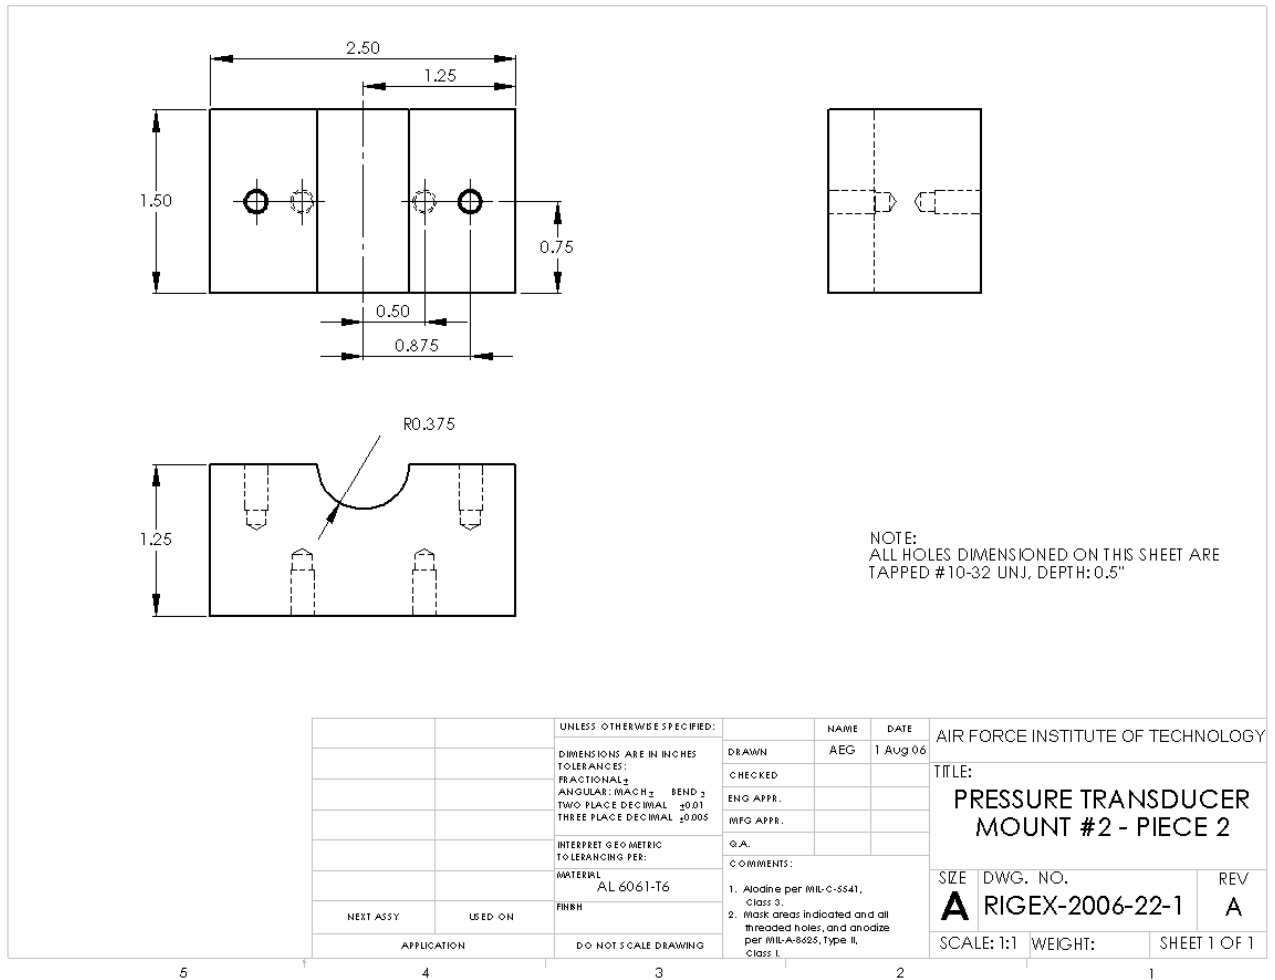 2.50
1.25
1.50
0.75
0.50
0.875
R0.375
1.25
NOTE:
ALL HOLES DIMENSIONED ON THIS SHEET ARE
TAPPED #10-32 UNJ, DEPTH: 0.5"
UNLESS OTHERWISE SPECIFIED:
DIMENSIONS ARE IN INCHES
TOLERANCES:
FRACTIONAL±
ANGULAR: MACH± BEND ±
TWO PLACE DECIMAL ±0.01
THREE PLACE DECIMAL ±0.005
INTERPRET GEOMETRIC
TOLERANCING PER:
MATERIAL
AL 6061-T6
FINISH
NEXT ASSY USED ON
APPLICATION
DO NOT SCALE DRAWING
NAME DATE
DRAWN AEG 1 Aug 06
CHECKED
ENG APPR.
MFG APPR.
Q.A.
COMMENTS:
1. Alodine per MIL-C-5541,
Class 3.
2. Mask areas indicated and all
threaded holes, and anodize
per MIL-A-8625, Type II,
Class I.
AIR FORCE INSTITUTE OF TECHNOLOGY
TITLE:
PRESSURE TRANSDUCER
MOUNT #2 - PIECE 2
SIZE DWG. NO. REV
A RIGEX-2006-22-1 A
SCALE: 1:1 WEIGHT: SHEET 1 OF 1
5 4 3 2 1